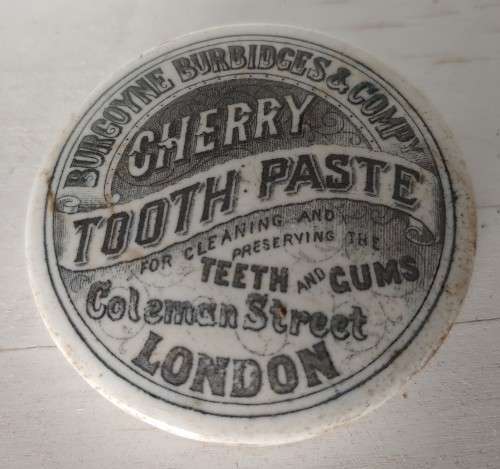 BURGOYNE BURBIDGES & COMPY
CHERRY
TOOTH PASTE
FOR CLEANING AND
PRESERVING THE
TEETH AND GUMS
Coleman Street
LONDON